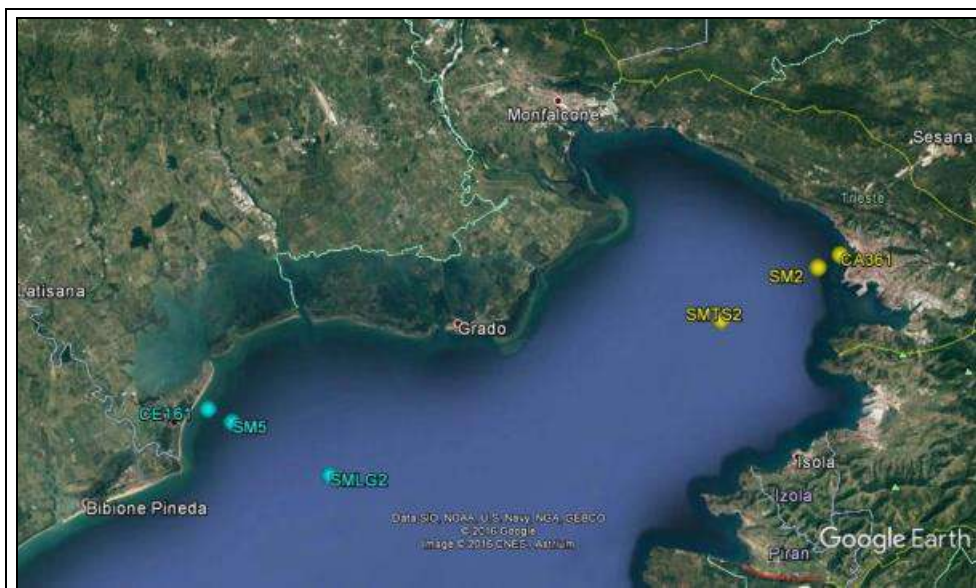 Monfalcone
Sesana
Trieste
CA361
SM2
Latisana
SMTS2
Grado
CE161
SM5
Isola
SMLG2
Izola
Bibione Pineda
Data SIO, NOAA, U.S. Navy, NGA, GEBCO
© 2016 Google
Image © 2016 CNES / Astrium
Piran
Google Earth